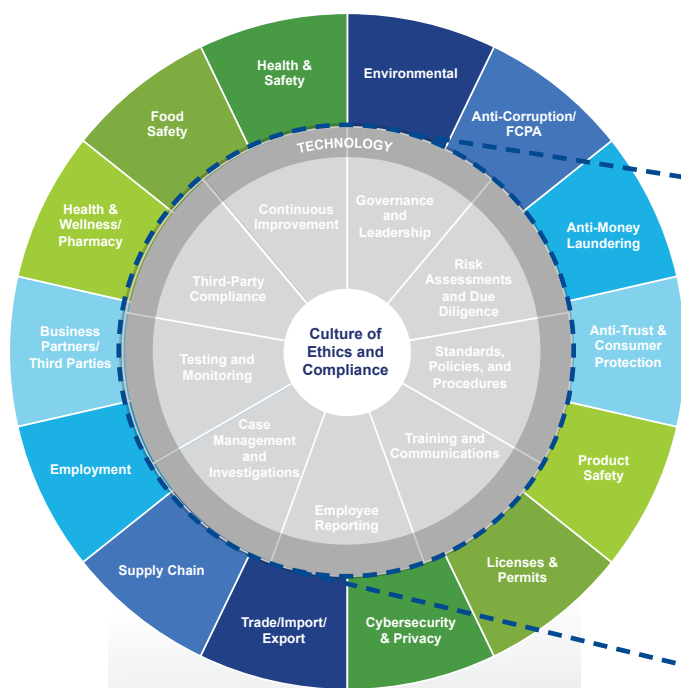 Health &
Safety
Environmental
Anti-Corruption/
FCPA
Anti-Money
Laundering
Anti-Trust &
Consumer
Protection
Product
Safety
Licenses &
Permits
Cybersecurity
& Privacy
Trade/Import/
Export
Supply Chain
Employment
Business
Partners/
Third Parties
Health &
Wellness/
Pharmacy
Food
Safety
TECHNOLOGY
Governance
and
Leadership
Risk
Assessments
and Due
Diligence
Standards,
Policies, and
Procedures
Training and
Communications
Employee
Reporting
Case
Management
and
Investigations
Testing and
Monitoring
Third-Party
Compliance
Continuous
Improvement
Culture of
Ethics and
Compliance